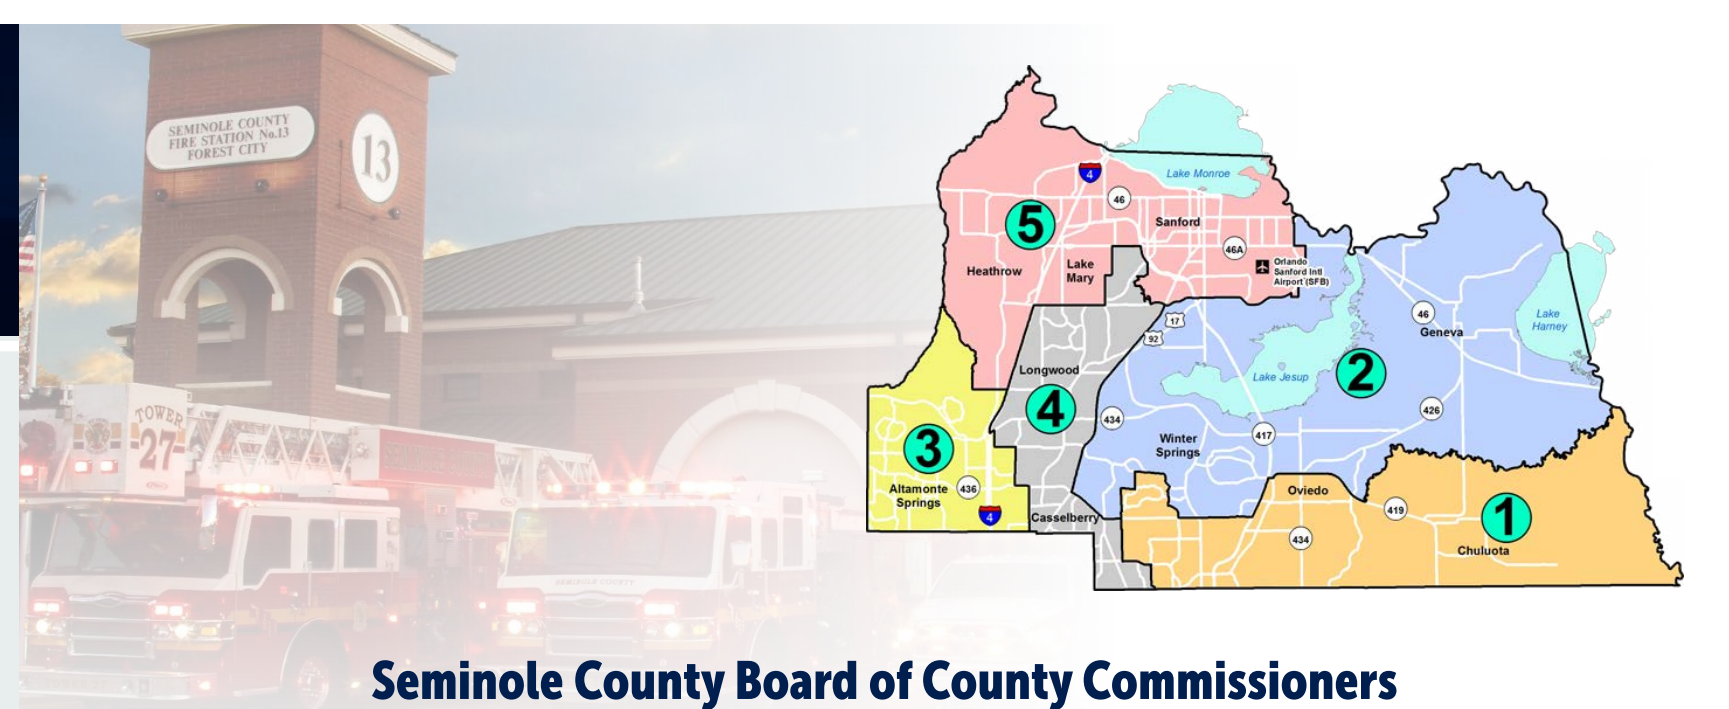 SEMINOLE COUNTY
FIRE STATION No.13
FOREST CITY
13
TOWER
27
SEMINOLE COUNTY
4
Lake Monroe
46
5
Sanford
46A
Heathrow
Lake
Mary
Orlando
Sanford Intl
Airport (SFB)
17
92
46
Geneva
Lake
Harney
Longwood
Lake Jesup
2
4
434
426
417
3
Winter
Springs
Altamonte
Springs
436
4
Casselberry
Oviedo
419
1
434
Chuluota
Seminole County Board of County Commissioners